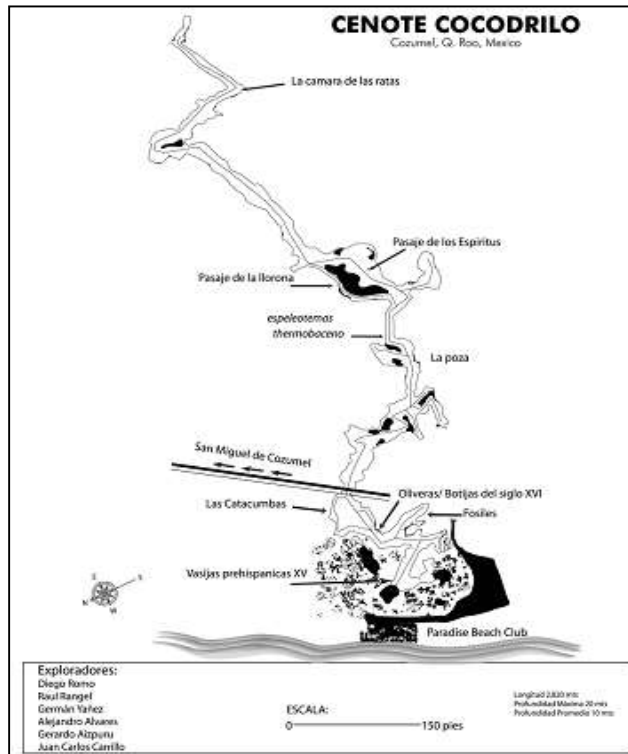 CENOTE COCODRILO
Cozumel, Q. Roo, Mexico
La camara de las ratas
Pasaje de los Espiritus
Pasaje de la llorona
espeleotemas
thermobaceno
La poza
San Miguel de Cozumel
Oliveras/ Botijas del siglo XVI
Las Catacumbas
Fosiles
Vasijas prehispanicas XV
N
W
Paradise Beach Club
Exploradores:
Diego Romo
Raul Rangel
Germán Yañez
Alejandro Alvares
Gerardo Aizpuru
Juan Carlos Carrillo
ESCALA:
0 150 pies
Longitud 2,820 mts
Profundidad Máxima 20 mts
Profundidad Promedio 10 mts